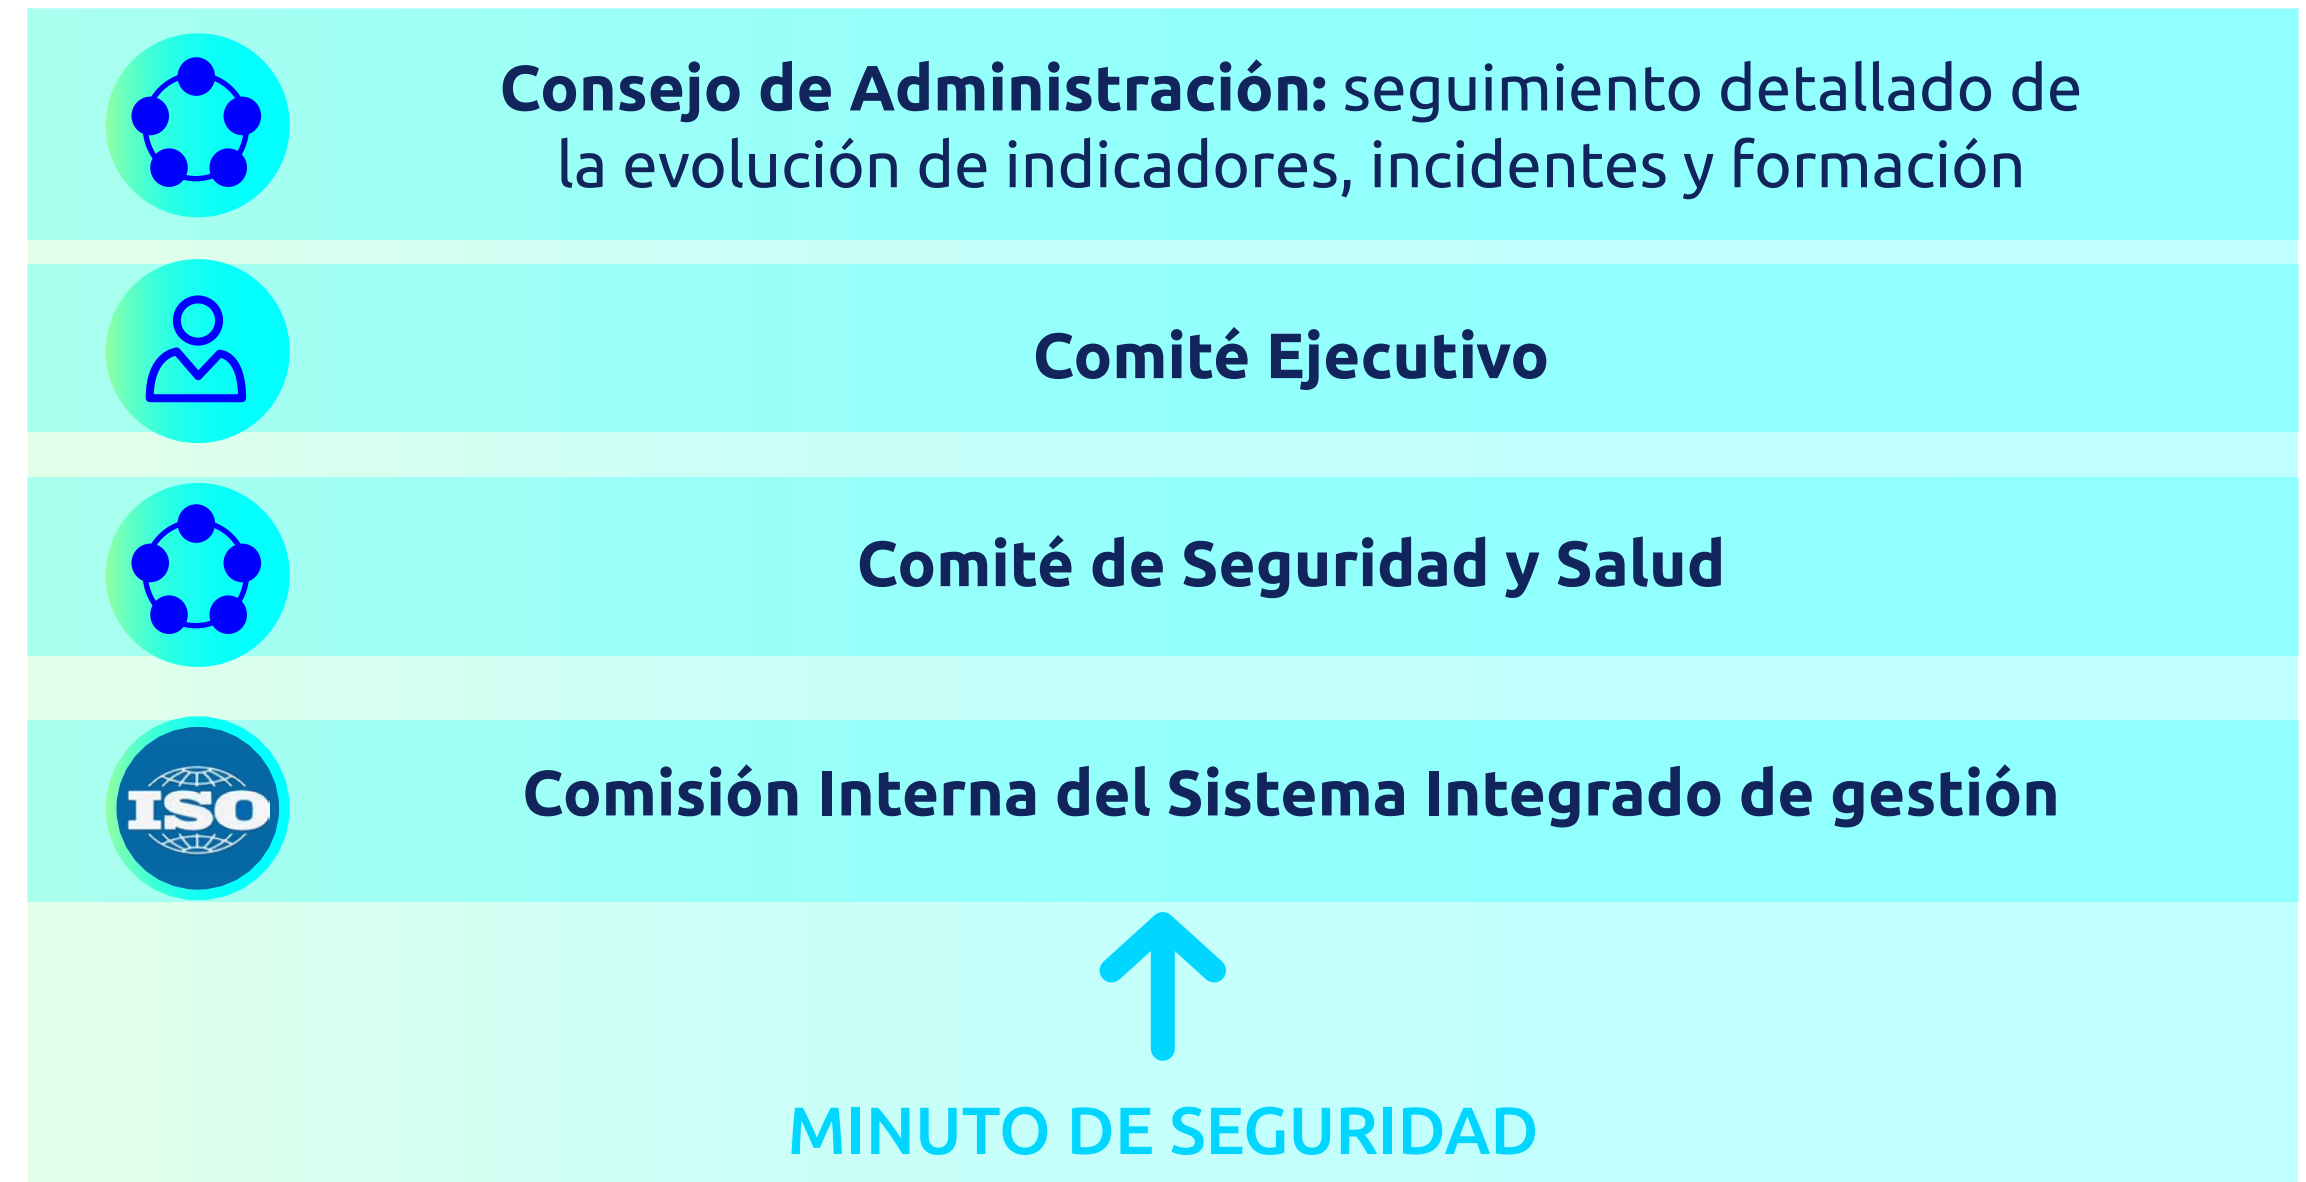 Consejo de Administración: seguimiento detallado de
la evolución de indicadores, incidentes y formación
Comité Ejecutivo
Comité de Seguridad y Salud
ISO
Comisión Interna del Sistema Integrado de gestión
MINUTO DE SEGURIDAD